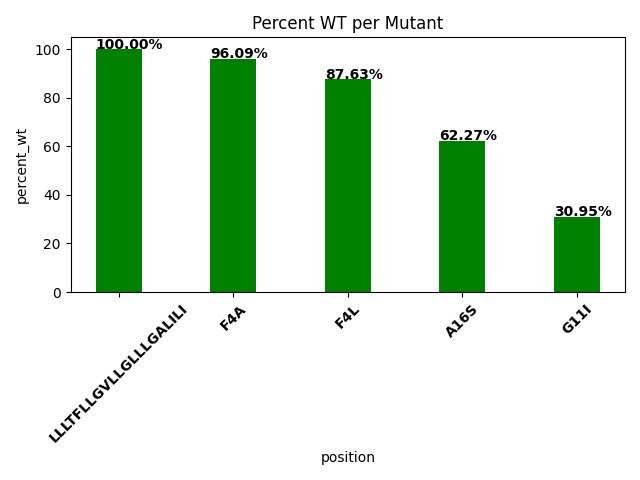 Percent WT per Mutant
percent_wt
100
80
60
40
20
0
100.00%
96.09%
87.63%
62.27%
30.95%
LLLTFLLGVLLGLLLGALILI
F4A
F4L
A16S
G11I
position